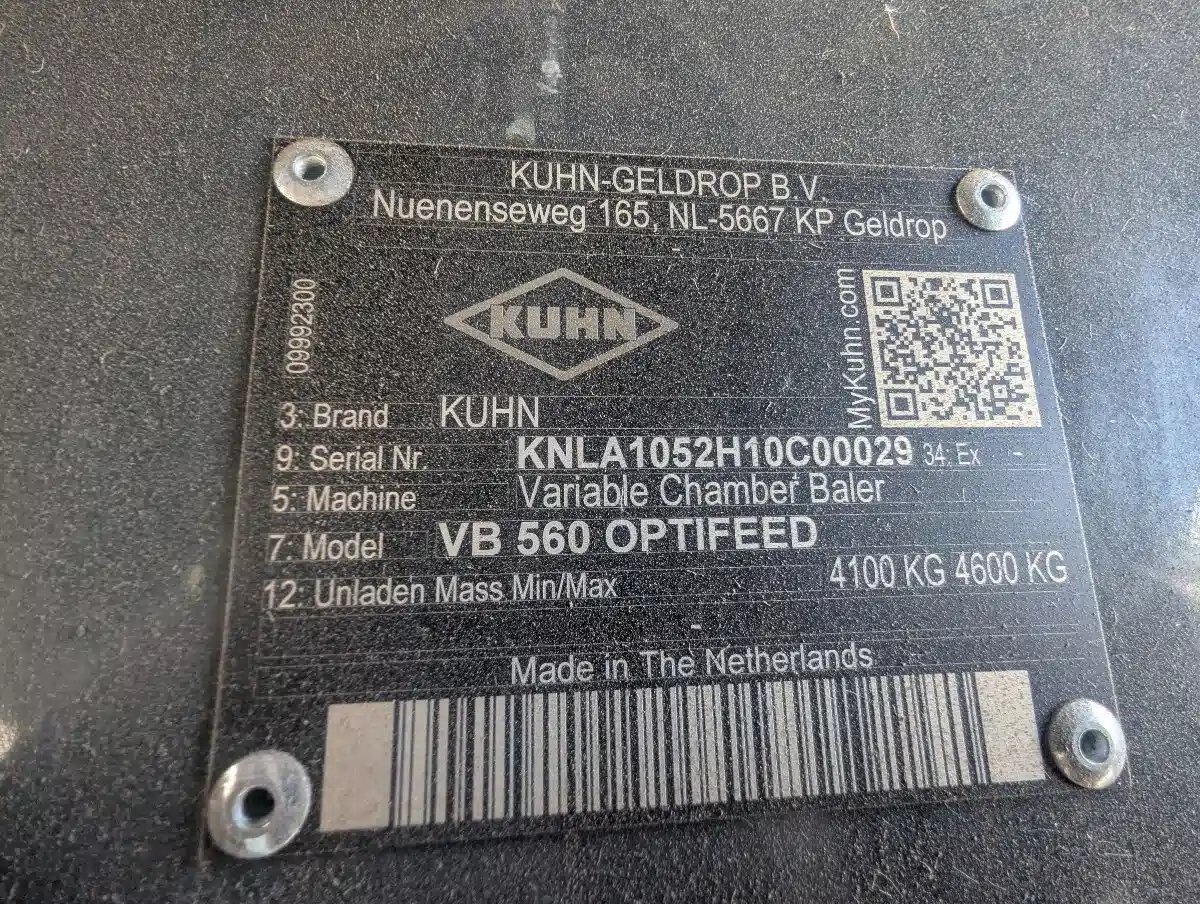 KUHN-GELDROP B.V.
Nuenenseweg 165, NL-5667 KP Geldrop
-
09992300
KUHN
MyKuhn.com
3: Brand KUHN
9: Serial Nr. KNLA1052H10C00029 34: Ex -
5: Machine Variable Chamber Baler
7: Model VB 560 OPTIFEED
12: Unladen Mass Min/Max 4100 KG 4600 KG
-
Made in The Netherlands